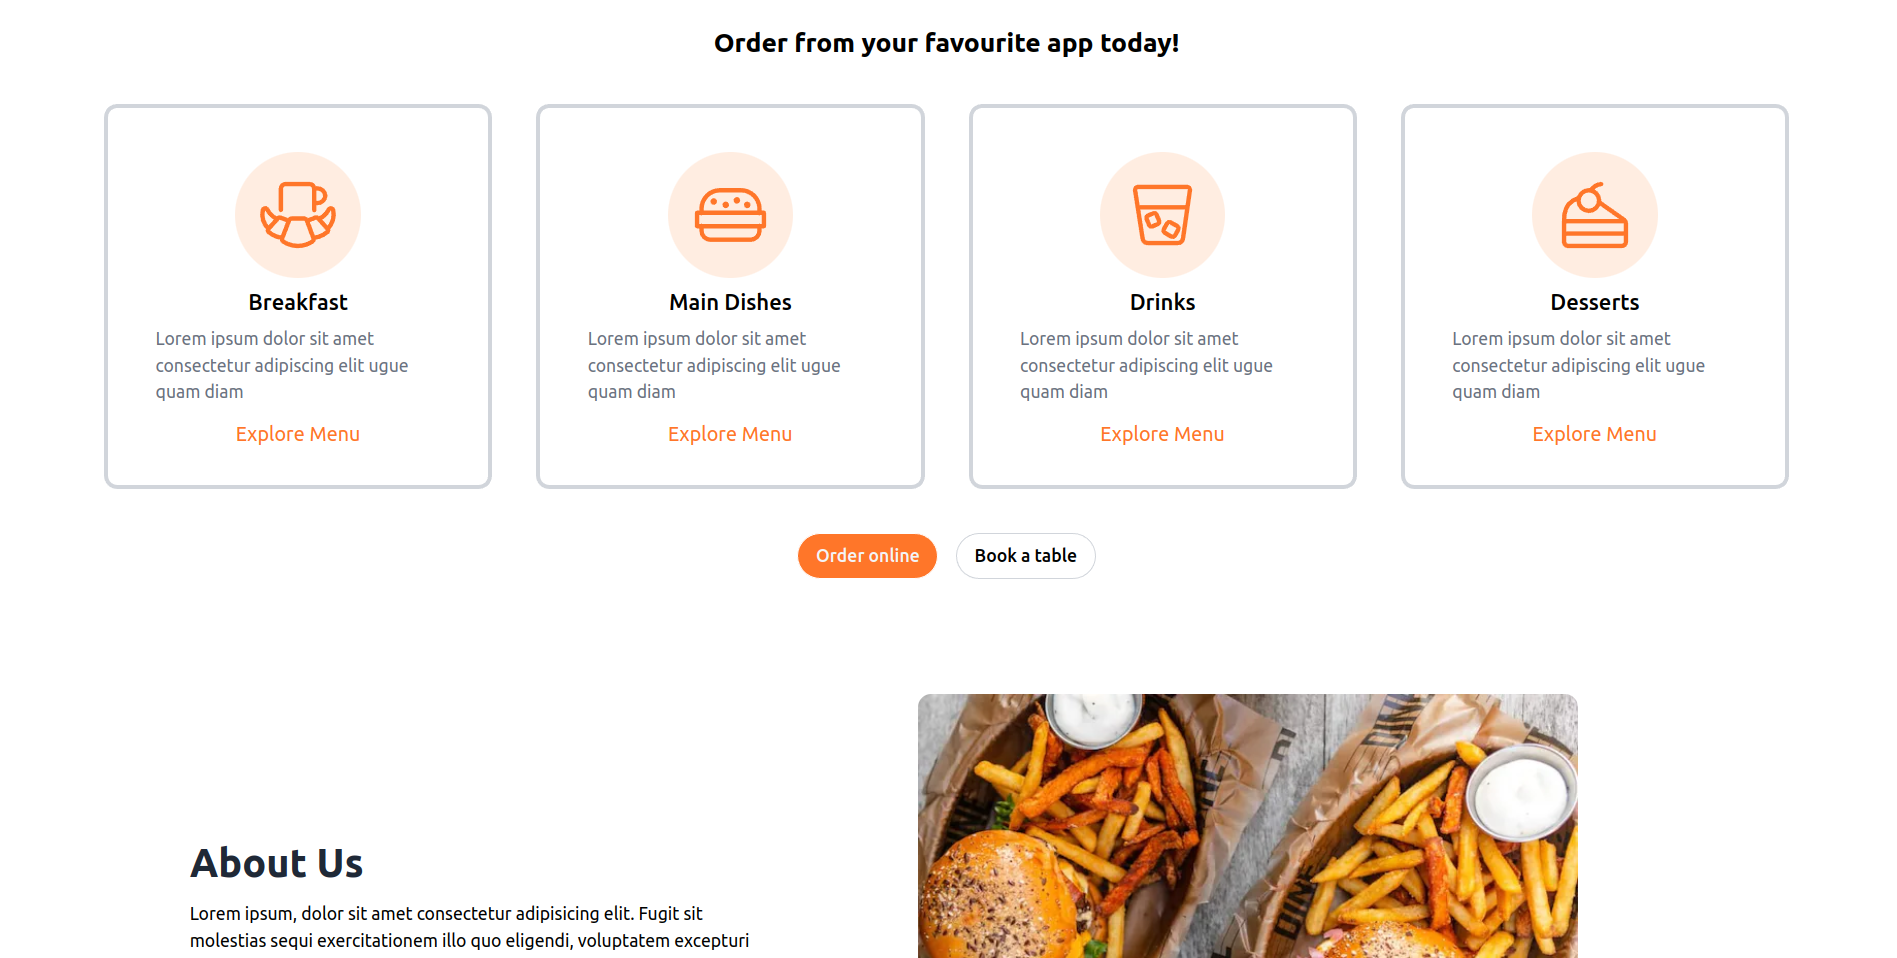 Order from your favourite app today!
Breakfast
Lorem ipsum dolor sit amet
consectetur adipiscing elit ugue
quam diam
Explore Menu
Main Dishes
Lorem ipsum dolor sit amet
consectetur adipiscing elit ugue
quam diam
Explore Menu
Drinks
Lorem ipsum dolor sit amet
consectetur adipiscing elit ugue
quam diam
Explore Menu
Desserts
Lorem ipsum dolor sit amet
consectetur adipiscing elit ugue
quam diam
Explore Menu
Order online
Book a table
About Us
Lorem ipsum, dolor sit amet consectetur adipisicing elit. Fugit sit
molestias sequi exercitationem illo quo eligendi, voluptatem excepturi